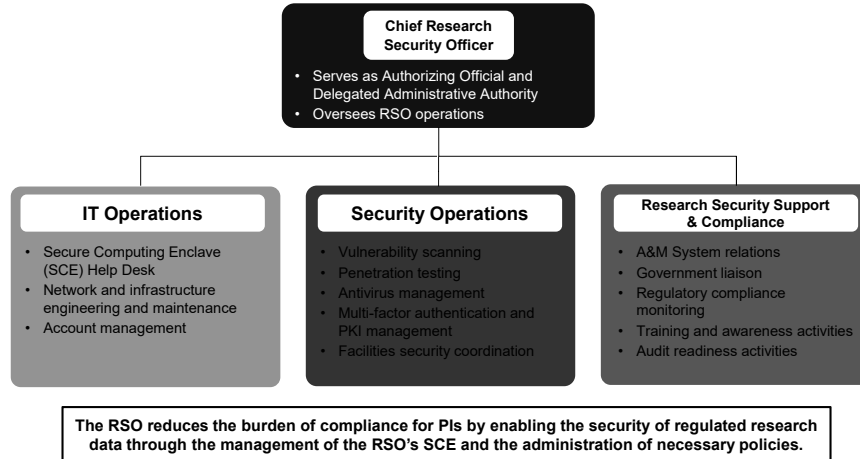 Chief Research
Security Officer
• Serves as Authorizing Official and
Delegated Administrative Authority
• Oversees RSO operations
IT Operations
• Secure Computing Enclave
(SCE) Help Desk
• Network and infrastructure
engineering and maintenance
• Account management
Security Operations
• Vulnerability scanning
• Penetration testing
• Antivirus management
• Multi-factor authentication and
PKI management
• Facilities security coordination
Research Security Support
& Compliance
• A&M System relations
• Government liaison
• Regulatory compliance
monitoring
• Training and awareness activities
• Audit readiness activities
The RSO reduces the burden of compliance for PIs by enabling the security of regulated research
data through the management of the RSO's SCE and the administration of necessary policies.